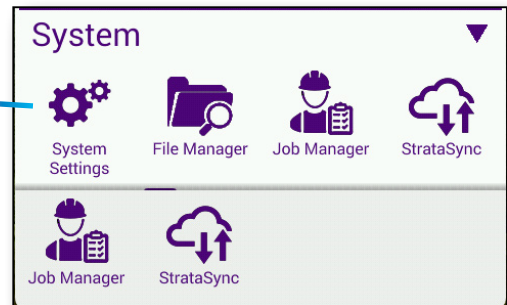 System
System
Settings
File Manager
Job Manager
StrataSync
Job Manager
StrataSync